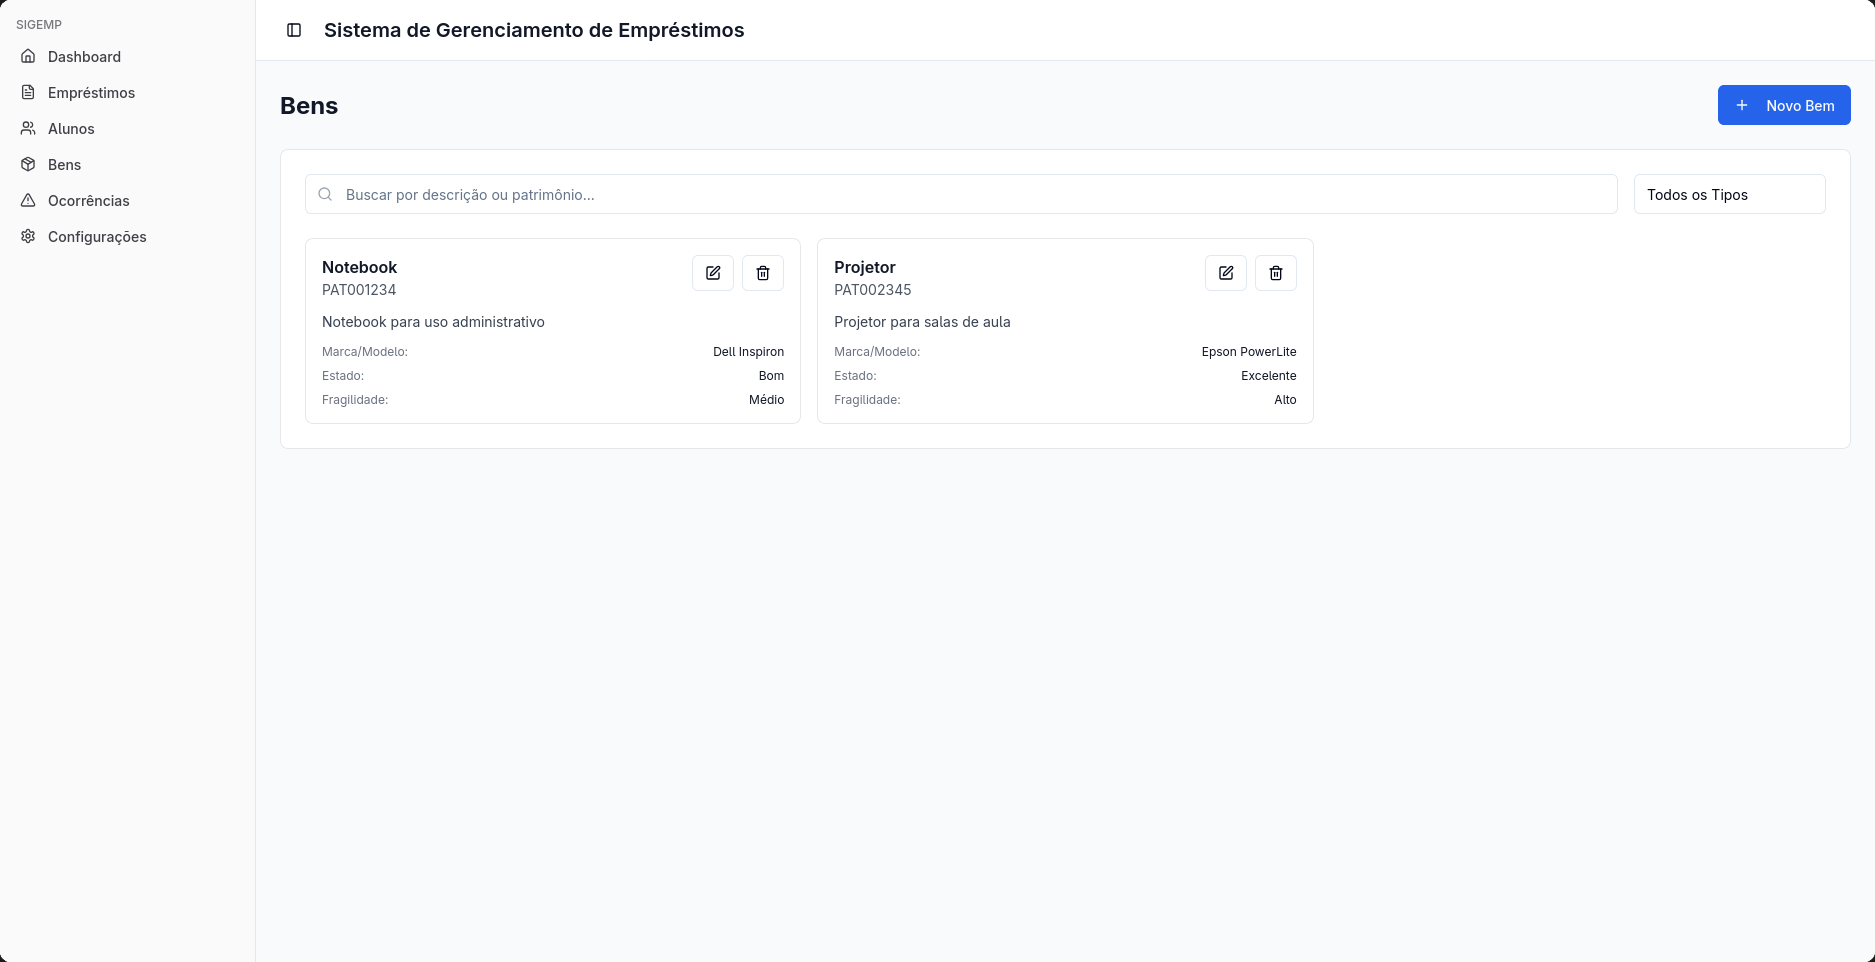 SIGEMP
Dashboard
Empréstimos
Alunos
Bens
Ocorrências
Configurações
Sistema de Gerenciamento de Empréstimos
Bens
Novo Bem
Buscar por descrição ou patrimônio...
Todos os Tipos
Notebook
PAT001234
Notebook para uso administrativo
Marca/Modelo: Dell Inspiron
Estado: Bom
Fragilidade: Médio
Projetor
PAT002345
Projetor para salas de aula
Marca/Modelo: Epson PowerLite
Estado: Excelente
Fragilidade: Alto